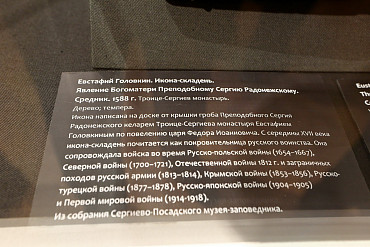 Евстафий Головкин. Икона-складень.
Явление Богоматери Преподобному Сергию Радонежскому.
Средник. 1588 г. Троице-Сергиев монастырь.
Дерево; темпера.
Икона написана на доске от крышки гроба Преподобного Сергия
Радонежского келарем Троице-Сергиева монастыря Евстафием
Головкиным по повелению царя Федора Иоанновича. С середины XVII века
икона-складень почитается как покровительница русского воинства. Она
сопровождала войска во время Русско-польской войны (1654–1667),
Северной войны (1700–1721), Отечественной войны 1812 г. и заграничных
походов русской армии (1813–1814), Крымской войны (1853–1856), Русско-
турецкой войны (1877–1878), Русско-японской войны (1904–1905)
и Первой мировой войны (1914-1918).
Из собрания Сергиево-Посадского музея-заповедника.